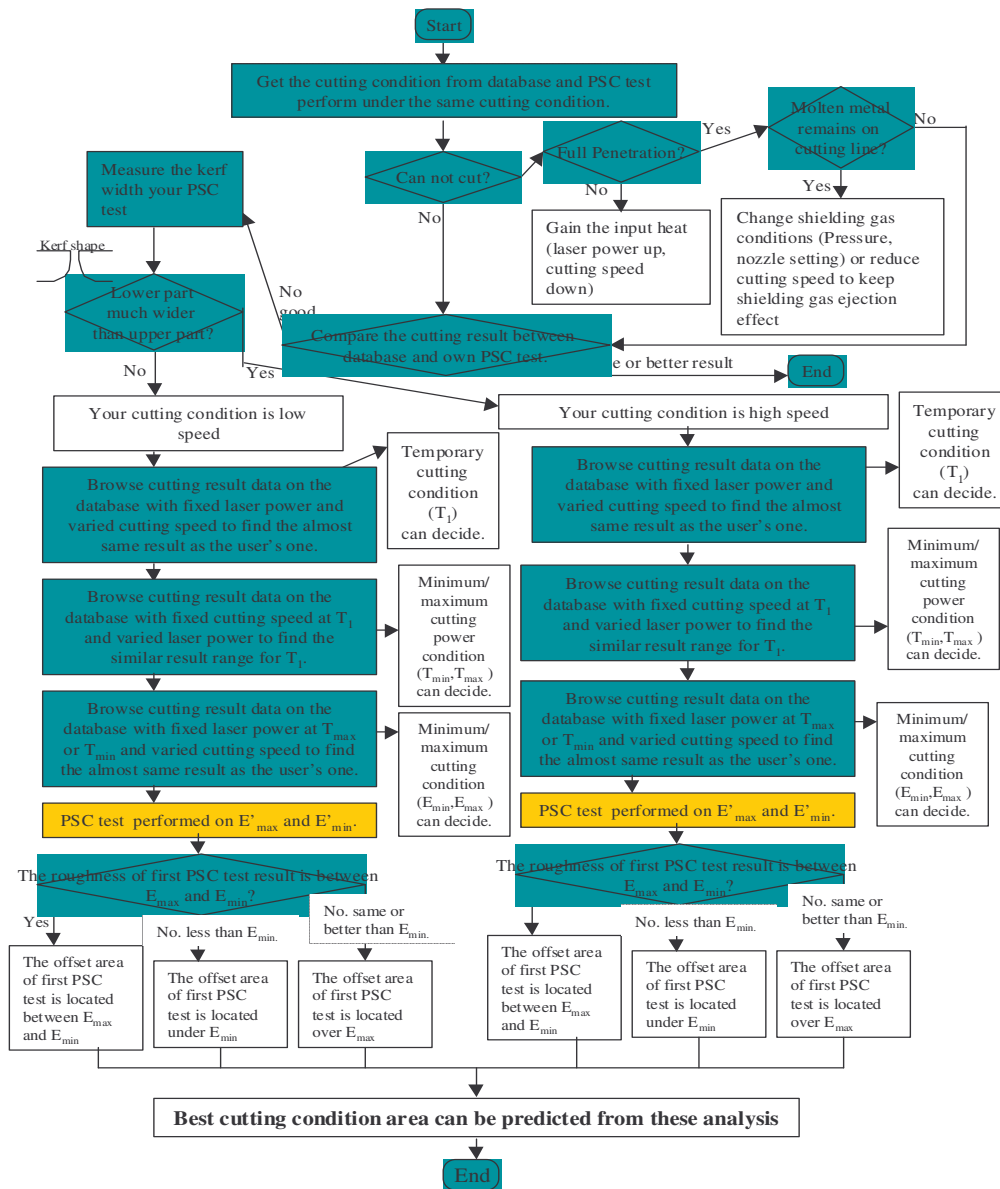 Start
Get the cutting condition from database and PSC test
perform under the same cutting condition.
Can not cut?
No
Full Penetration?
Yes
No
Gain the input heat
(laser power up,
cutting speed
down)
Molten metal
remains on
cutting line?
No
Yes
Change shielding gas
conditions (Pressure,
nozzle setting) or reduce
cutting speed to keep
shielding gas ejection
effect
Measure the kerf
width your PSC
test
Kerf shape
Lower part
much wider
than upper part?
No
good
Compare the cutting result between
database and own PSC test.
e or better result
End
No
Yes
Your cutting condition is low
speed
Your cutting condition is high speed
Browse cutting result data on the
database with fixed laser power and
varied cutting speed to find the almost
same result as the user’s one.
Temporary
cutting
condition
(T1)
can decide.
Browse cutting result data on the
database with fixed cutting speed at T1
and varied laser power to find the
similar result range for T1.
Minimum/
maximum
cutting
power
condition
(Tmin,Tmax )
can decide.
Browse cutting result data on the
database with fixed laser power at Tmax
or Tmin and varied cutting speed to find
the almost same result as the user’s one.
Minimum/
maximum
cutting
condition
(Emin,Emax )
can decide.
PSC test performed on E’max and E’min.
The roughness of first PSC test result is between
Emax and Emin?
Yes
No. less than Emin.
No. same or
better than Emin.
The offset area
of first PSC
test is located
between Emax
and Emin
The offset area
of first PSC
test is located
under Emin
The offset area
of first PSC
test is located
over Emax
Browse cutting result data on the
database with fixed laser power and
varied cutting speed to find the almost
same result as the user’s one.
Temporary
cutting
condition
(T1)
can decide.
Browse cutting result data on the
database with fixed cutting speed at T1
and varied laser power to find the
similar result range for T1.
Minimum/
maximum
cutting
power
condition
(Tmin,Tmax )
can decide.
Browse cutting result data on the
database with fixed laser power at Tmax
or Tmin and varied cutting speed to find
the almost same result as the user’s one.
Minimum/
maximum
cutting
condition
(Emin,Emax )
can decide.
PSC test performed on E’max and E’min.
The roughness of first PSC test result is between
Emax and Emin?
Yes
No. less than Emin.
No. same or
better than Emin.
The offset area
of first PSC
test is located
between Emax
and Emin
The offset area
of first PSC
test is located
under Emin
The offset area
of first PSC
test is located
over Emax
Best cutting condition area can be predicted from these analysis
End